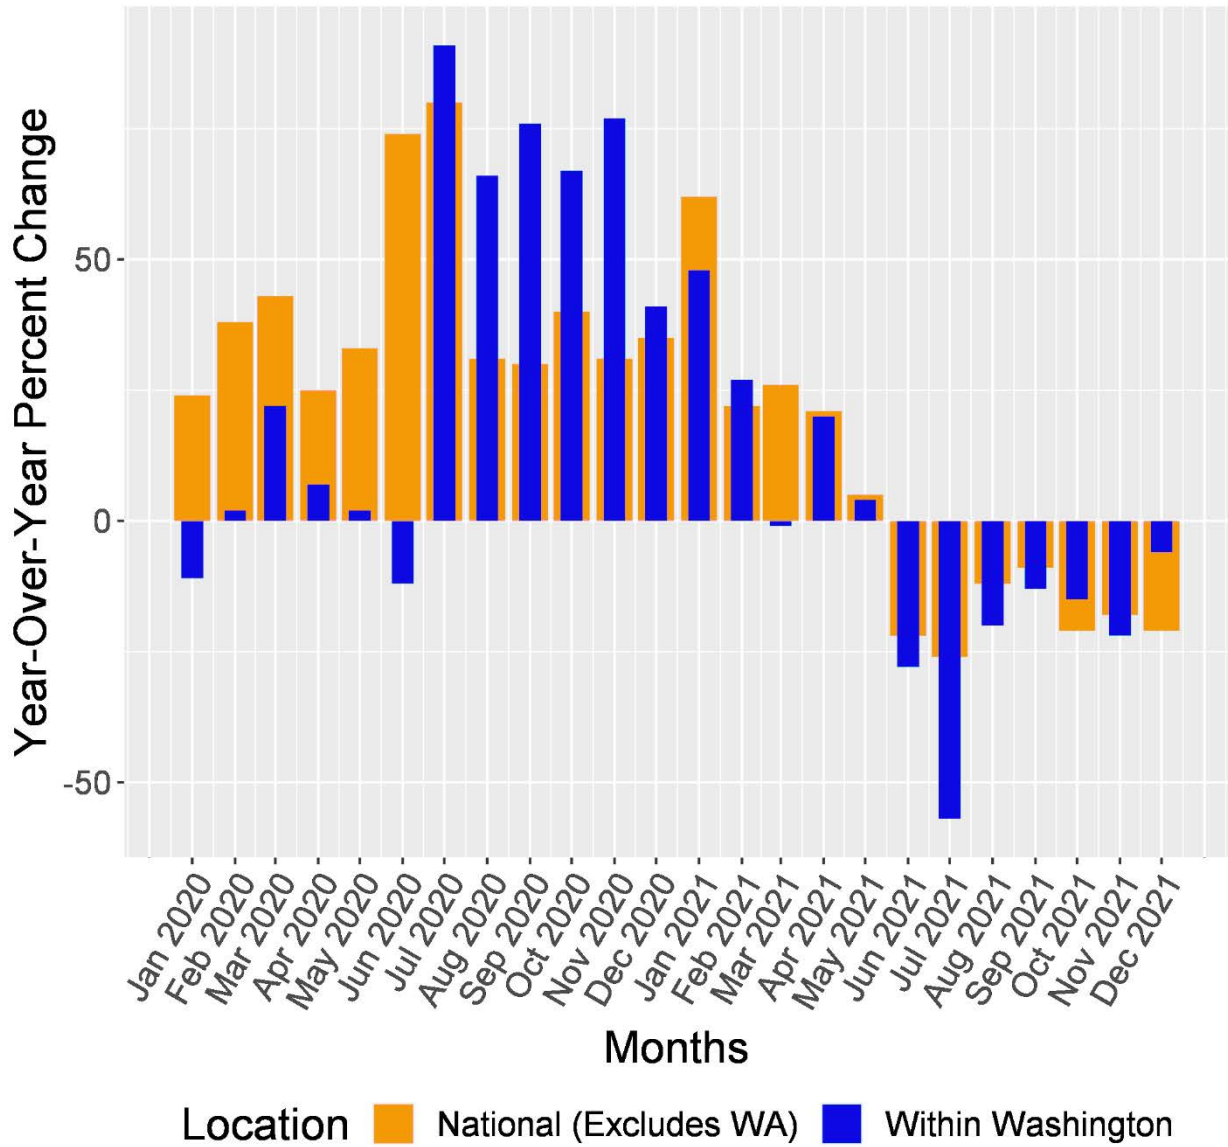 Year-Over-Year Percent Change
50
0
-50
Jan 2020
Feb 2020
Mar 2020
Apr 2020
May 2020
Jun 2020
Jul 2020
Aug 2020
Sep 2020
Oct 2020
Nov 2020
Dec 2020
Jan 2021
Feb 2021
Mar 2021
Apr 2021
May 2021
Jun 2021
Jul 2021
Aug 2021
Sep 2021
Oct 2021
Nov 2021
Dec 2021
Months
Location National (Excludes WA) Within Washington